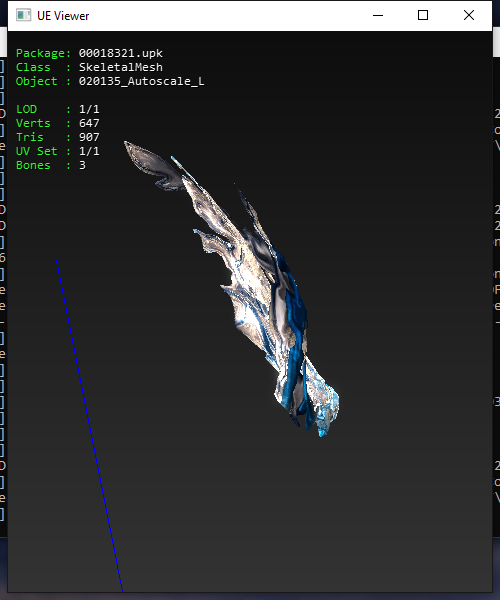 UE Viewer
Package: 00018321.upk
Class  : SkeletalMesh
Object : 020135_Autoscale_L
LOD    : 1/1
Verts  : 647
Tris   : 907
UV Set : 1/1
Bones  : 3